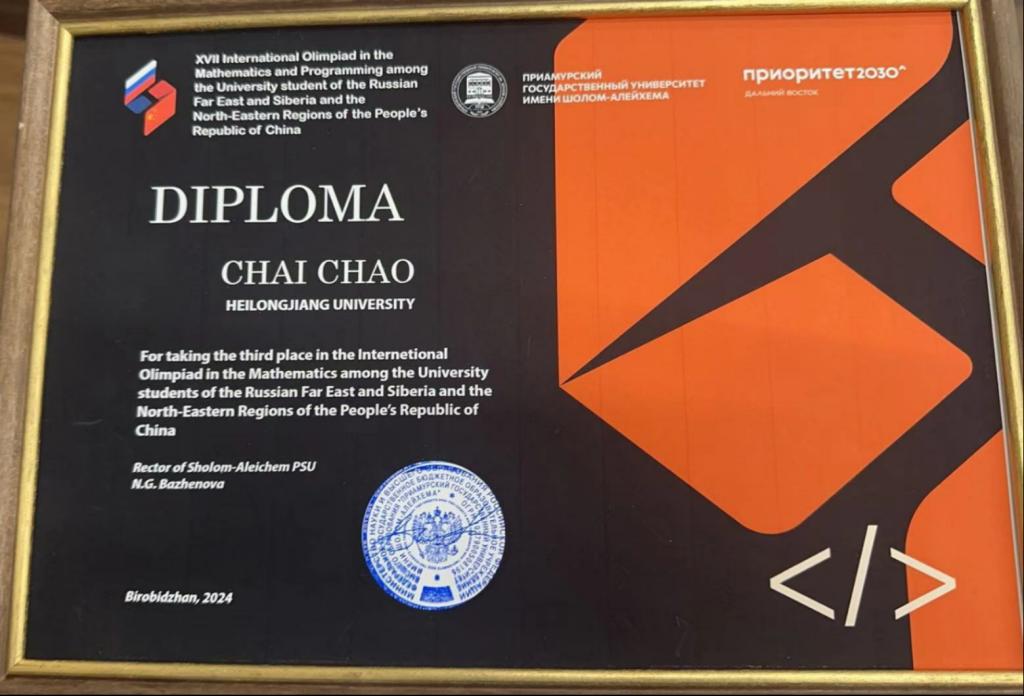 XVII International Olimpiad in the
Mathematics and Programming among
the University student of the Russian
Far East and Siberia and the
North-Eastern Regions of the People's
Republic of China
ПРИАМУРСКИЙ
ГОСУДАРСТВЕННЫЙ УНИВЕРСИТЕТ
ИМЕНИ ШОЛОМ-АЛЕЙХЕМА
приоритет2030^
ДАЛЬНИЙ ВОСТОК
DIPLOMA
CHAI CHAO
HEILONGJIANG UNIVERSITY
For taking the third place in the Internetional
Olimpiad in the Mathematics among the University
students of the Russian Far East and Siberia and the
North-Eastern Regions of the People's Republic of
China
Rector of Sholom-Aleichem PSU
N.G. Bazhenova
Birobidzhan, 2024
</>